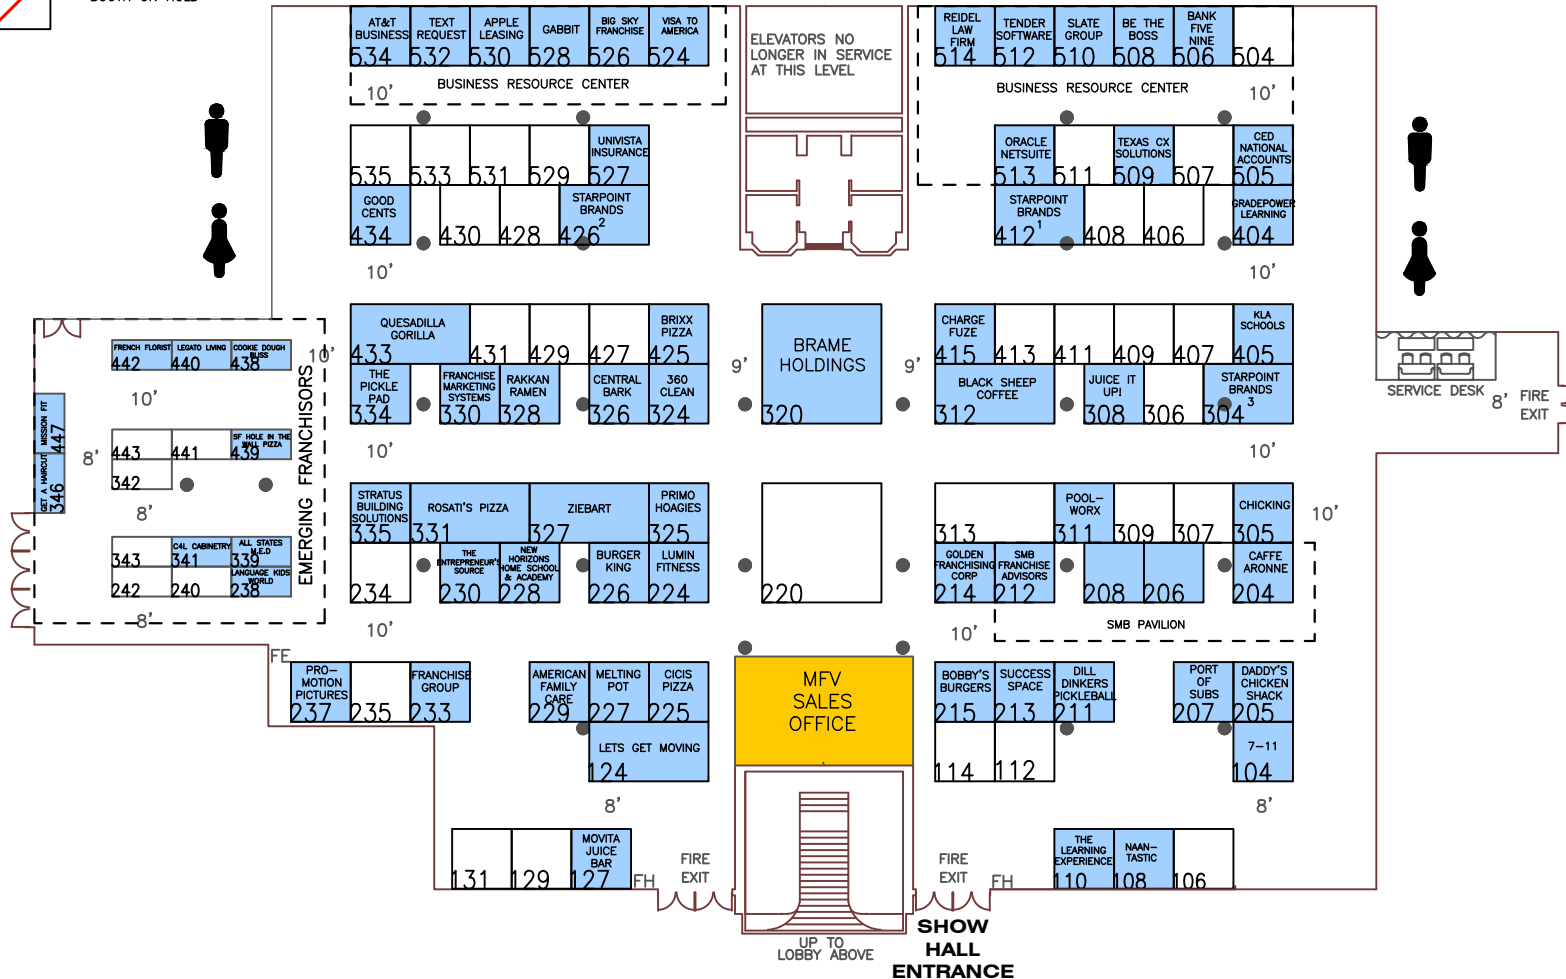 AT&T
BUSINESS
534
TEXT
REQUEST
532
APPLE
LEASING
530
GABBIT
528
BIG SKY
FRANCHISE
526
VISA TO
AMERICA
524
BUSINESS RESOURCE CENTER
10'
ELEVATORS NO
LONGER IN SERVICE
AT THIS LEVEL
REIDEL
LAW
FIRM
514
TENDER
SOFTWARE
512
SLATE
GROUP
510
BE THE
BOSS
508
BANK
FIVE
NINE
506
504
BUSINESS RESOURCE CENTER
10'
535
533
531
529
UNIVISTA
INSURANCE
527
ORACLE
NETSUITE
513
511
TEXAS CX
SOLUTIONS
509
507
CED
NATIONAL
ACCOUNTS
505
GOOD
CENTS
434
430
428
STARPOINT
BRANDS
2
426
STARPOINT
BRANDS
1
412
408
406
GRADEPOWER
LEARNING
404
10'
10'
QUESADILLA
GORILLA
433
431
429
427
BRIXX
PIZZA
425
BRAME
HOLDINGS
320
9'
9'
CHARGE
FUZE
415
413
411
409
407
KLA
SCHOOLS
405
THE
PICKLE
PAD
334
FRANCHISE
MARKETING
SYSTEMS
330
RAKKAN
RAMEN
328
CENTRAL
BARK
326
360
CLEAN
324
BLACK SHEEP
COFFEE
312
JUICE IT
UP!
308
306
STARPOINT
BRANDS
3
304
10'
10'
SERVICE DESK
8'
FIRE
EXIT
FRENCH FLORIST
442
LEGATO LIVING
440
COOKIE DOUGH
BLISS
438
10'
10'
EMERGING FRANCHISORS
MISSION FIT
447
GET A HAIRCUT
346
8'
443
441
SF HOLE IN THE
WALL PIZZA
439
342
8'
343
C4L CABINETRY
341
ALL STATES
M.E.D
339
242
240
LANGUAGE KIDS
WORLD
238
8'
STRATUS
BUILDING
SOLUTIONS
335
ROSATI'S PIZZA
331
ZIEBART
327
PRIMO
HOAGIES
325
313
POOL-
WORX
311
309
307
CHICKING
305
10'
234
THE
ENTREPRENEUR'S
SOURCE
230
NEW
HORIZONS
HOME SCHOOL
& ACADEMY
228
BURGER
KING
226
LUMIN
FITNESS
224
220
GOLDEN
FRANCHISING
CORP
214
SMB
FRANCHISE
ADVISORS
212
208
206
CAFFE
ARONNE
204
SMB PAVILION
10'
10'
FE
PRO-
MOTION
PICTURES
237
235
FRANCHISE
GROUP
233
AMERICAN
FAMILY
CARE
229
MELTING
POT
227
CICIS
PIZZA
225
LETS GET MOVING
124
8'
MFV
SALES
OFFICE
BOBBY'S
BURGERS
215
SUCCESS
SPACE
213
DILL
DINKERS
PICKLEBALL
211
PORT
OF
SUBS
207
DADDY'S
CHICKEN
SHACK
205
114
112
7-11
104
8'
131
129
MOVITA
JUICE
BAR
127
FH
FIRE
EXIT
FIRE
EXIT
FH
THE
LEARNING
EXPERIENCE
110
NAAN-
TASTIC
108
106
UP TO
LOBBY ABOVE
SHOW
HALL
ENTRANCE